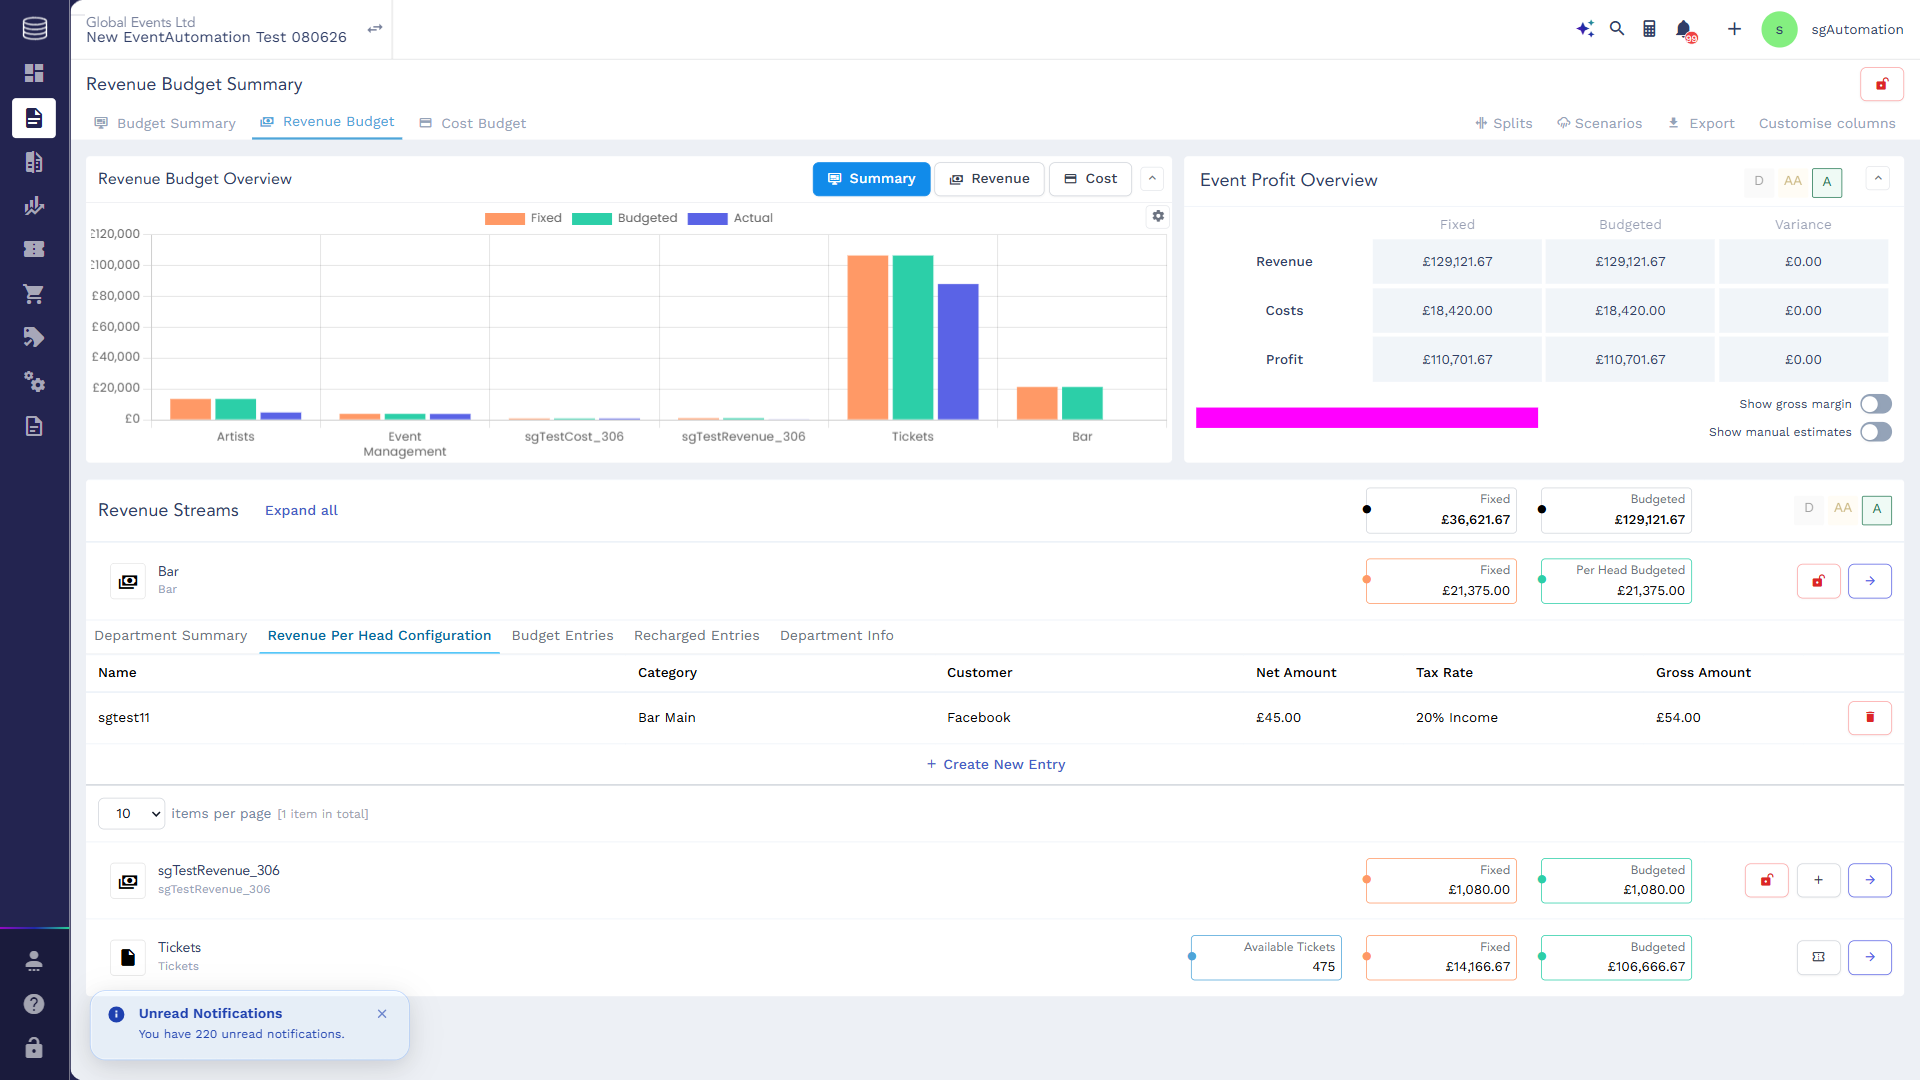 Global Events Ltd
New EventAutomation Test 080626
99
s
sgAutomation
Revenue Budget Summary
Budget Summary
Revenue Budget
Cost Budget
Splits
Scenarios
Export
Customise columns
Revenue Budget Overview
Summary
Revenue
Cost
Fixed
Budgeted
Actual
£120,000
£100,000
£80,000
£60,000
£40,000
£20,000
£0
Artists
Event
Management
sgTestCost_306
sgTestRevenue_306
Tickets
Bar
Event Profit Overview
D AA A
Fixed Budgeted Variance
Revenue £129,121.67 £129,121.67 £0.00
Costs £18,420.00 £18,420.00 £0.00
Profit £110,701.67 £110,701.67 £0.00
Show gross margin
Show manual estimates
Revenue Streams
Expand all
Fixed
£36,621.67
Budgeted
£129,121.67
D AA A
Bar
Bar
Fixed
£21,375.00
Per Head Budgeted
£21,375.00
Department Summary
Revenue Per Head Configuration
Budget Entries
Recharged Entries
Department Info
Name Category Customer Net Amount Tax Rate Gross Amount
sgtest11 Bar Main Facebook £45.00 20% Income £54.00
+ Create New Entry
10 items per page [1 item in total]
sgTestRevenue_306
sgTestRevenue_306
Fixed
£1,080.00
Budgeted
£1,080.00
Tickets
Tickets
Available Tickets
475
Fixed
£14,166.67
Budgeted
£106,666.67
Unread Notifications
You have 220 unread notifications.